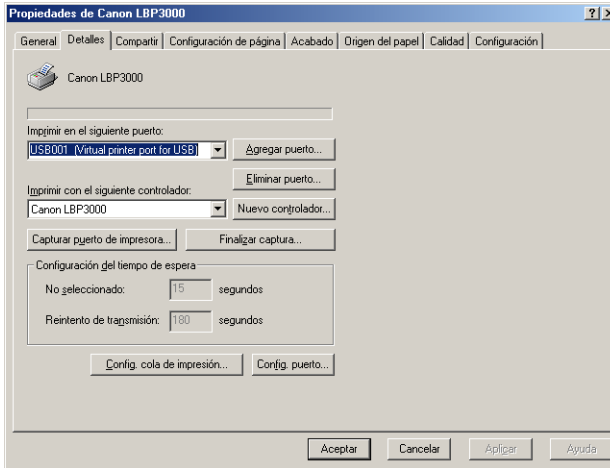 Propiedades de Canon LBP3000
General Detalles Compartir Configuración de página Acabado Origen del papel Calidad Configuración
Canon LBP3000
Imprimir en el siguiente puerto:
USB001 (Virtual printer port for USB) Agregar puerto...
Eliminar puerto...
Imprimir con el siguiente controlador:
Canon LBP3000 Nuevo controlador...
Capturar puerto de impresora... Finalizar captura...
Configuración del tiempo de espera
No seleccionado: 15 segundos
Reintento de transmisión: 180 segundos
Config. cola de impresión... Config. puerto...
Aceptar Cancelar Aplicar Ayuda